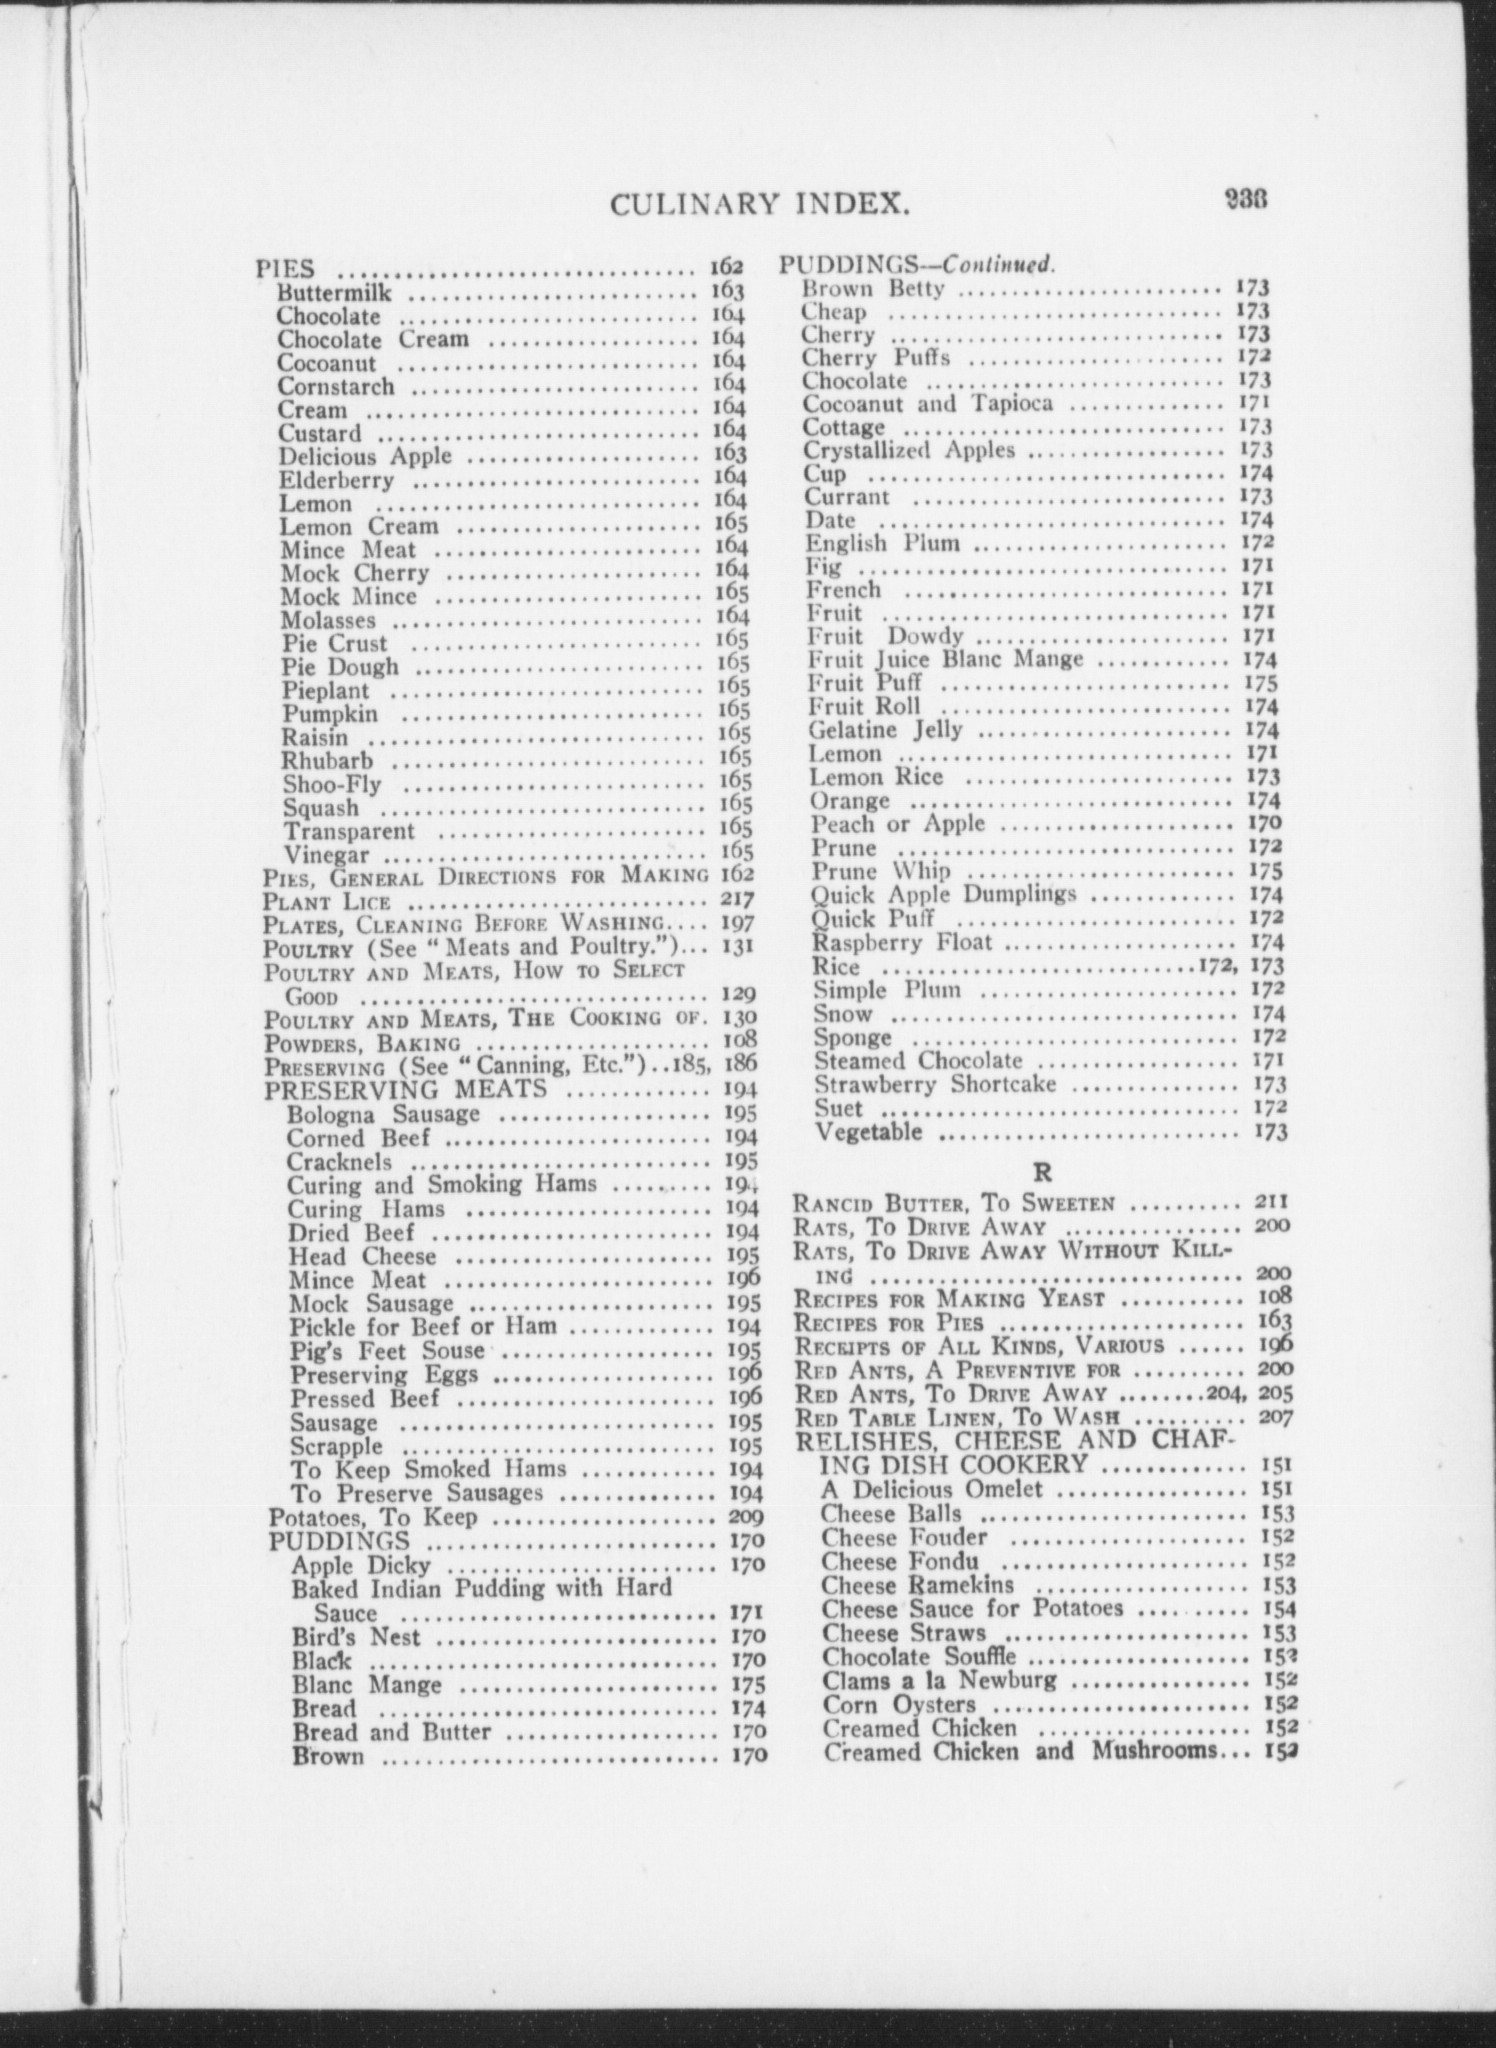 CULINARY INDEX. 233
PIES ................................ 162
Buttermilk .......................... 163
Chocolate ........................... 164
Chocolate Cream ................... 164
Cocoanut ........................... 164
Cornstarch .......................... 164
Cream .............................. 164
Custard ............................. 164
Delicious Apple ..................... 163
Elderberry .......................... 164
Lemon ............................. 164
Lemon Cream ...................... 165
Mince Meat ........................ 164
Mock Cherry ....................... 164
Mock Mince ........................ 165
Molasses ............................ 164
Pie Crust .......................... 165
Pie Dough .......................... 165
Pieplant ............................ 165
Pumpkin ........................... 165
Raisin .............................. 165
Rhubarb ............................ 165
Shoo-Fly ........................... 165
Squash ............................. 165
Transparent ........................ 165
Vinegar ............................. 165
PIES, GENERAL DIRECTIONS FOR MAKING 162
PLANT LICE ........................... 217
PLATES, CLEANING BEFORE WASHING.... 197
POULTRY (See "Meats and Poultry.")... 131
POULTRY AND MEATS, HOW TO SELECT
GOOD ............................... 129
POULTRY AND MEATS, THE COOKING OF. 130
POWDERS, BAKING ..................... 108
PRESERVING (See "Canning, Etc.")..185, 186
PRESERVING MEATS ............. 194
Bologna Sausage ................... 195
Corned Beef ........................ 194
Cracknels ........................... 195
Curing and Smoking Hams ......... 194
Curing Hams ...................... 194
Dried Beef ......................... 194
Head Cheese ....................... 195
Mince Meat ........................ 196
Mock Sausage ...................... 195
Pickle for Beef or Ham ............. 194
Pig's Feet Souse .................... 195
Preserving Eggs .................... 196
Pressed Beef ....................... 196
Sausage ............................ 195
Scrapple ............................ 195
To Keep Smoked Hams ............ 194
To Preserve Sausages .............. 194
Potatoes, To Keep .................... 209
PUDDINGS .......................... 170
Apple Dicky ........................ 170
Baked Indian Pudding with Hard
Sauce ............................ 171
Bird's Nest ......................... 170
Black ............................... 170
Blanc Mange ....................... 175
Bread .............................. 174
Bread and Butter ................... 170
Brown .............................. 170
PUDDINGS—Continued.
Brown Betty ........................ 173
Cheap .............................. 173
Cherry .............................. 173
Cherry Puffs ....................... 172
Chocolate ........................... 173
Cocoanut and Tapioca .............. 171
Cottage ............................. 173
Crystallized Apples .................. 173
Cup ................................ 174
Currant ............................ 173
Date ............................... 174
English Plum ....................... 172
Fig ................................. 171
French ............................. 171
Fruit ............................... 171
Fruit Dowdy ....................... 171
Fruit Juice Blanc Mange ............ 174
Fruit Puff .......................... 175
Fruit Roll .......................... 174
Gelatine Jelly ....................... 174
Lemon .............................. 171
Lemon Rice ........................ 173
Orange ............................. 174
Peach or Apple ..................... 170
Prune .............................. 172
Prune Whip ........................ 175
Quick Apple Dumplings ............. 174
Quick Puff ......................... 172
Raspberry Float ..................... 174
Rice ............................172, 173
Simple Plum ....................... 172
Snow ............................... 174
Sponge ............................. 172
Steamed Chocolate .................. 171
Strawberry Shortcake ............... 173
Suet ................................ 172
Vegetable ........................... 173
R
RANCID BUTTER, TO SWEETEN .......... 211
RATS, TO DRIVE AWAY ................ 200
RATS, TO DRIVE AWAY WITHOUT KILL-
ING ................................. 200
RECIPES FOR MAKING YEAST ........... 108
RECIPES FOR PIES ...................... 163
RECEIPTS OF ALL KINDS, VARIOUS ...... 196
RED ANTS, A PREVENTIVE FOR .......... 200
RED ANTS, TO DRIVE AWAY ........204, 205
RED TABLE LINEN, TO WASH .......... 207
RELISHES, CHEESE AND CHAF-
ING DISH COOKERY ............. 151
A Delicious Omelet ................. 151
Cheese Balls ........................ 153
Cheese Fouder ..................... 152
Cheese Fondu ...................... 152
Cheese Ramekins ................... 153
Cheese Sauce for Potatoes .......... 154
Cheese Straws ...................... 153
Chocolate Souffle ....................
Clams a la Newburg ................ 152
Corn Oysters ....................... 152
Creamed Chicken ................... 152
Creamed Chicken and Mushrooms... 152